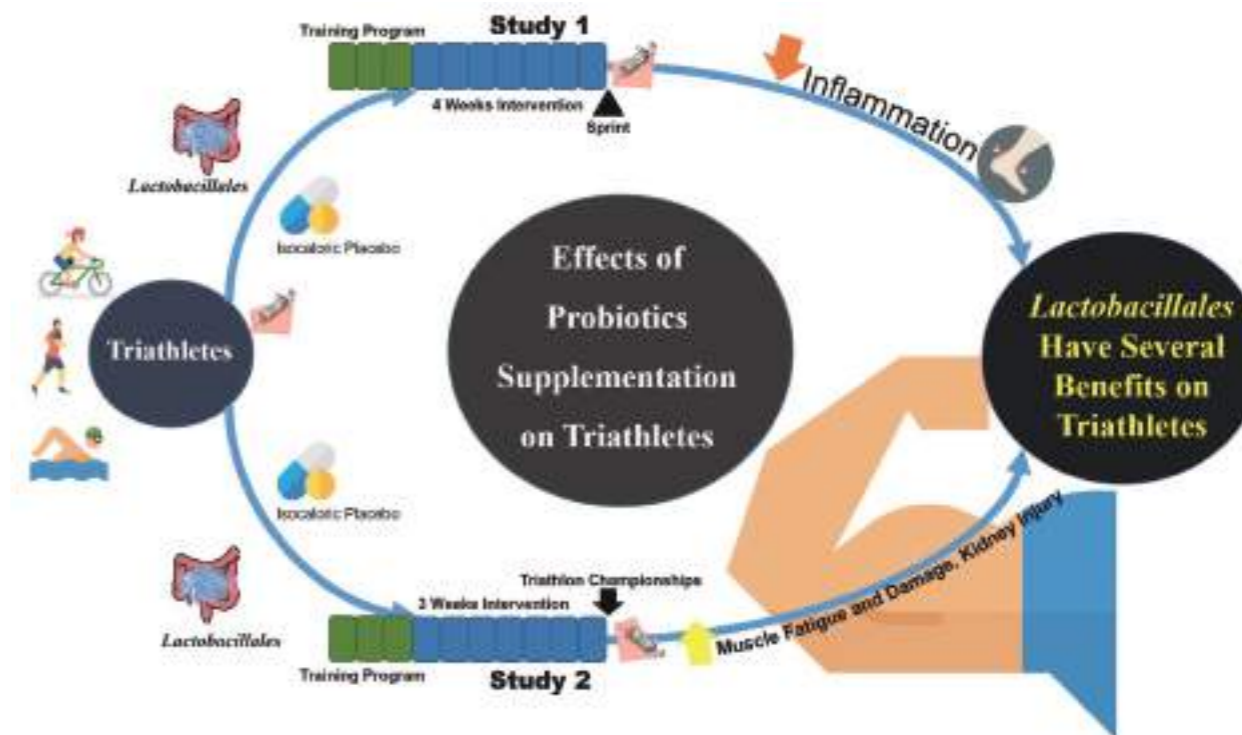 Study 1
Training Program
4 Weeks Intervention
Sprint
Inflammation
Lactobacillales
Isocaloric Placebo
Triathletes
Effects of
Probiotics
Supplementation
on Triathletes
Lactobacillales
Have Several
Benefits on
Triathletes
Isocaloric Placebo
Lactobacillales
Triathlon Championships
3 Weeks Intervention
Training Program
Study 2
Muscle Fatigue and Damage, Kidney Injury